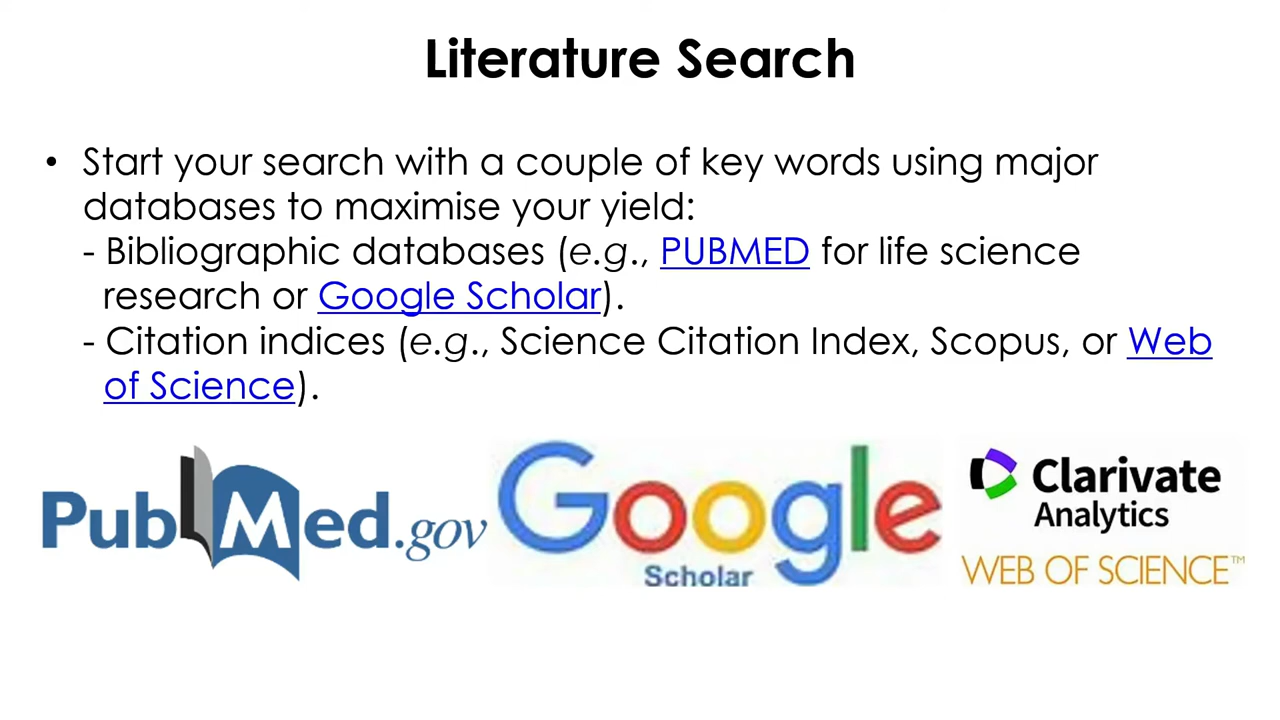 Literature Search
• Start your search with a couple of key words using major
databases to maximise your yield:
- Bibliographic databases (e.g., PUBMED for life science
research or Google Scholar).
- Citation indices (e.g., Science Citation Index, Scopus, or Web
of Science).
PubMed.gov
Google
Scholar
Clarivate
Analytics
WEB OF SCIENCE™